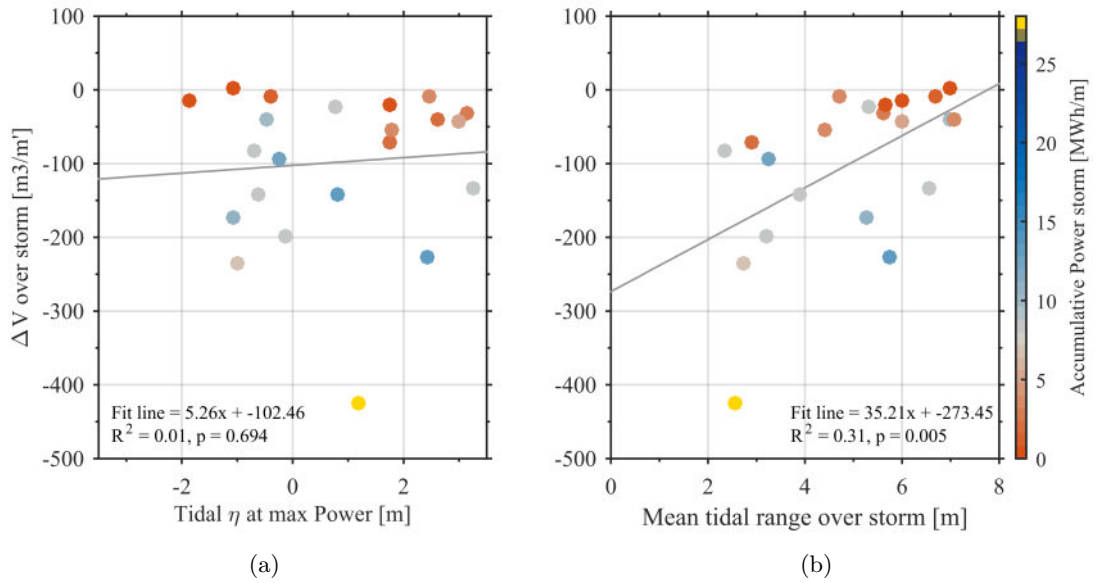 100
0
-100
-200
-300
-400
-500
ΔV over storm [m3/m']
-2
0
2
Tidal η at max Power [m]
Fit line = 5.26x + -102.46
R² = 0.01, p = 0.694
(a)
100
0
-100
-200
-300
-400
-500
0
2
4
6
8
Mean tidal range over storm [m]
Fit line = 35.21x + -273.45
R² = 0.31, p = 0.005
(b)
25
20
15
10
5
0
Accumulative Power storm [MWh/m]